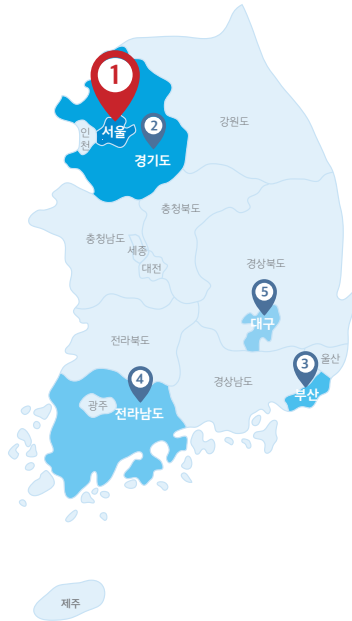 1
강원도
2
인
천
서울
경기도
충청북도
충청남도
세종
대전
경상북도
5
대구
전라북도
3
울산
4
경상남도
부산
광주
전라남도
제주